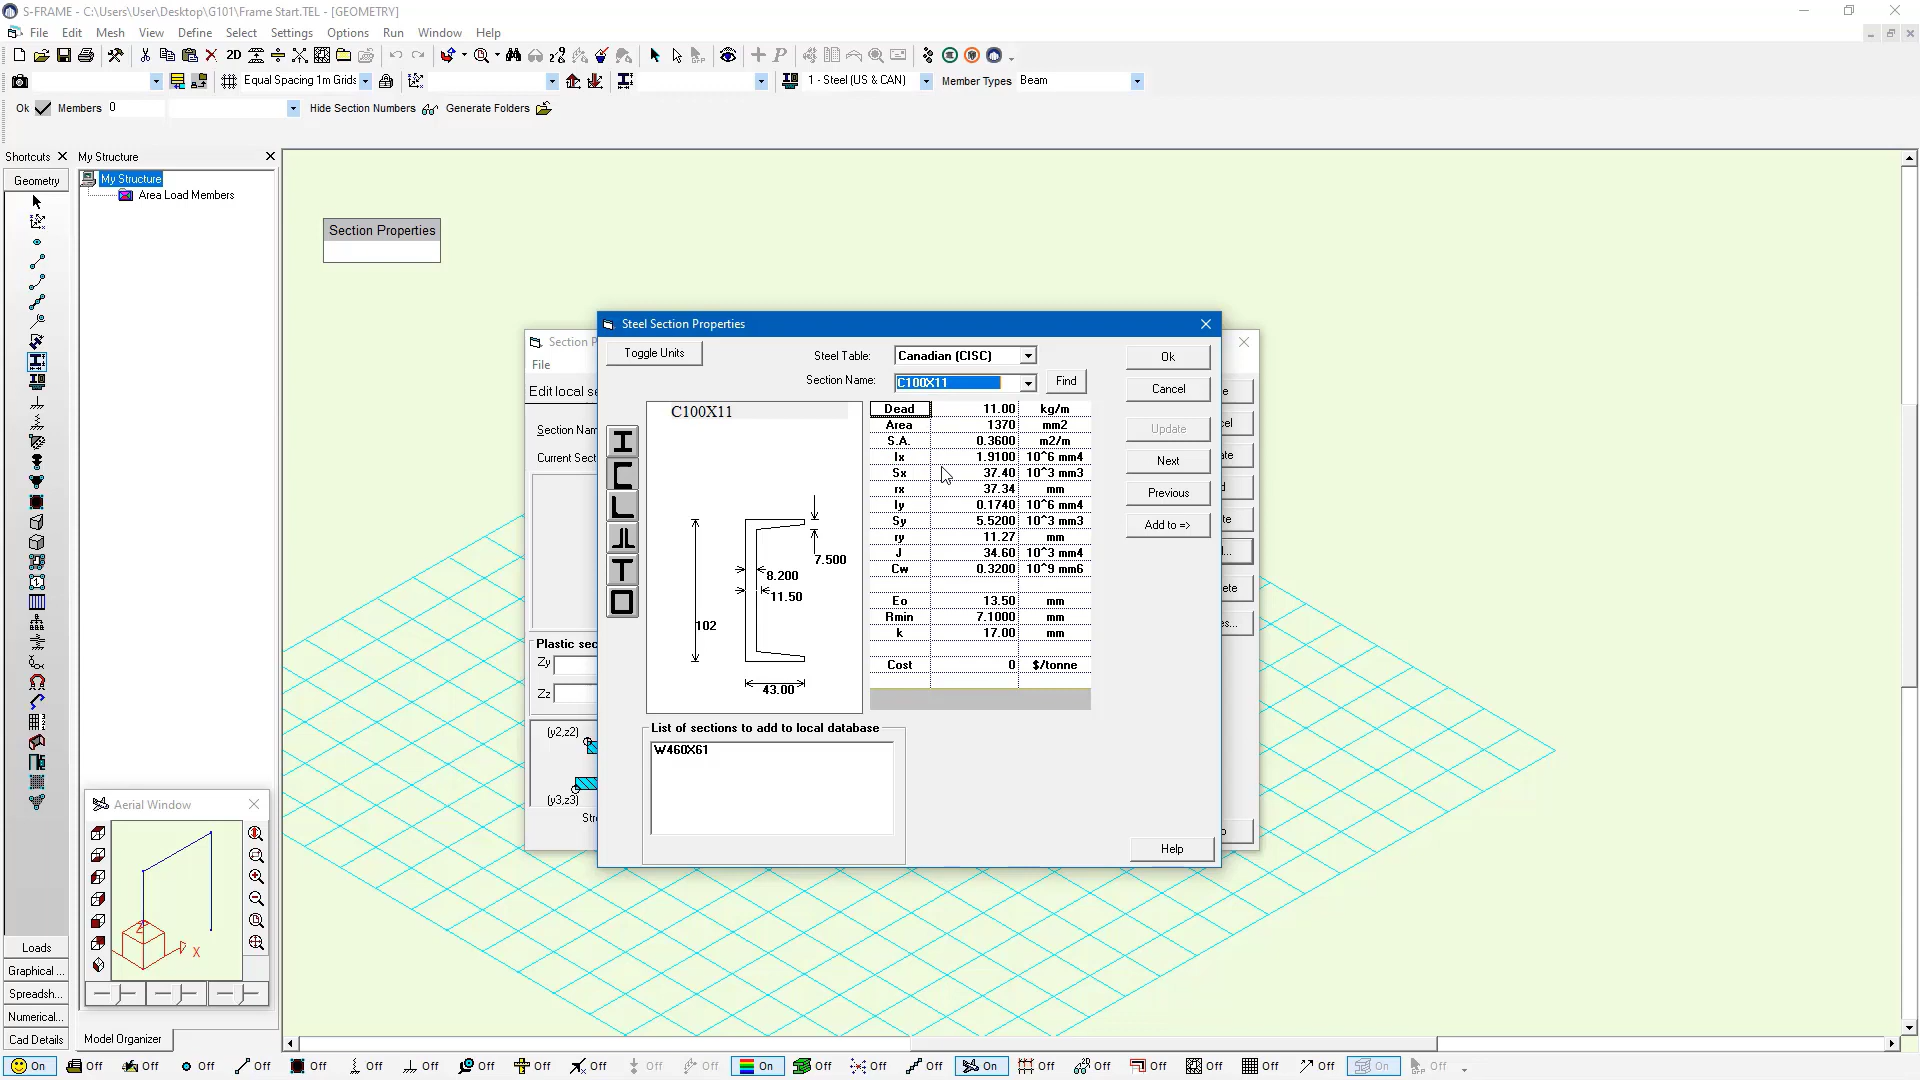 S-FRAME - C:\Users\User\Desktop\G101\Frame Start.TEL - [GEOMETRY]
File Edit Mesh View Define Select Settings Options Run Window Help
2D
Equal Spacing 1m Grids
1 - Steel (US & CAN)
Member Types Beam
Ok Members 0 Hide Section Numbers Generate Folders
Shortcuts
My Structure
Geometry
My Structure
Area Load Members
Section Properties
Steel Section Properties
Toggle Units
Steel Table: Canadian (CISC)
Section Name: C100X11 Find
Ok
Cancel
Update
Next
Previous
Add to =>
Help
C100X11
7.500
8.200
11.50
102
43.00
Dead 11.00 kg/m
Area 1370 mm2
S.A. 0.3600 m2/m
Ix 1.9100 10^6 mm4
Sx 37.40 10^3 mm3
rx 37.34 mm
Iy 0.1740 10^6 mm4
Sy 5.5200 10^3 mm3
ry 11.27 mm
J 34.60 10^3 mm4
Cw 0.3200 10^9 mm6
Eo 13.50 mm
Rmin 7.1000 mm
k 17.00 mm
Cost 0 $/tonne
List of sections to add to local database
W460X61
Section P
File
Edit local se
Section Nam
Current Sect
Plastic sec
Zy
Zz
(y2,z2)
(y3,z3)
Stre
Aerial Window
Z
X
Loads
Graphical ...
Spreadsh...
Numerical...
Cad Details
Model Organizer
On Off Off Off Off Off Off Off Off Off Off Off Off On Off Off Off On Off Off Off Off Off Off On Off